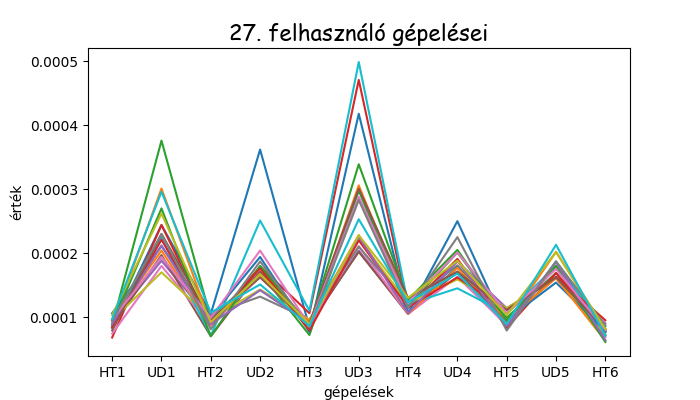 27. felhasználó gépelései
0.0005
0.0004
0.0003
0.0002
0.0001
érték
HT1 UD1 HT2 UD2 HT3 UD3 HT4 UD4 HT5 UD5 HT6
gépelések